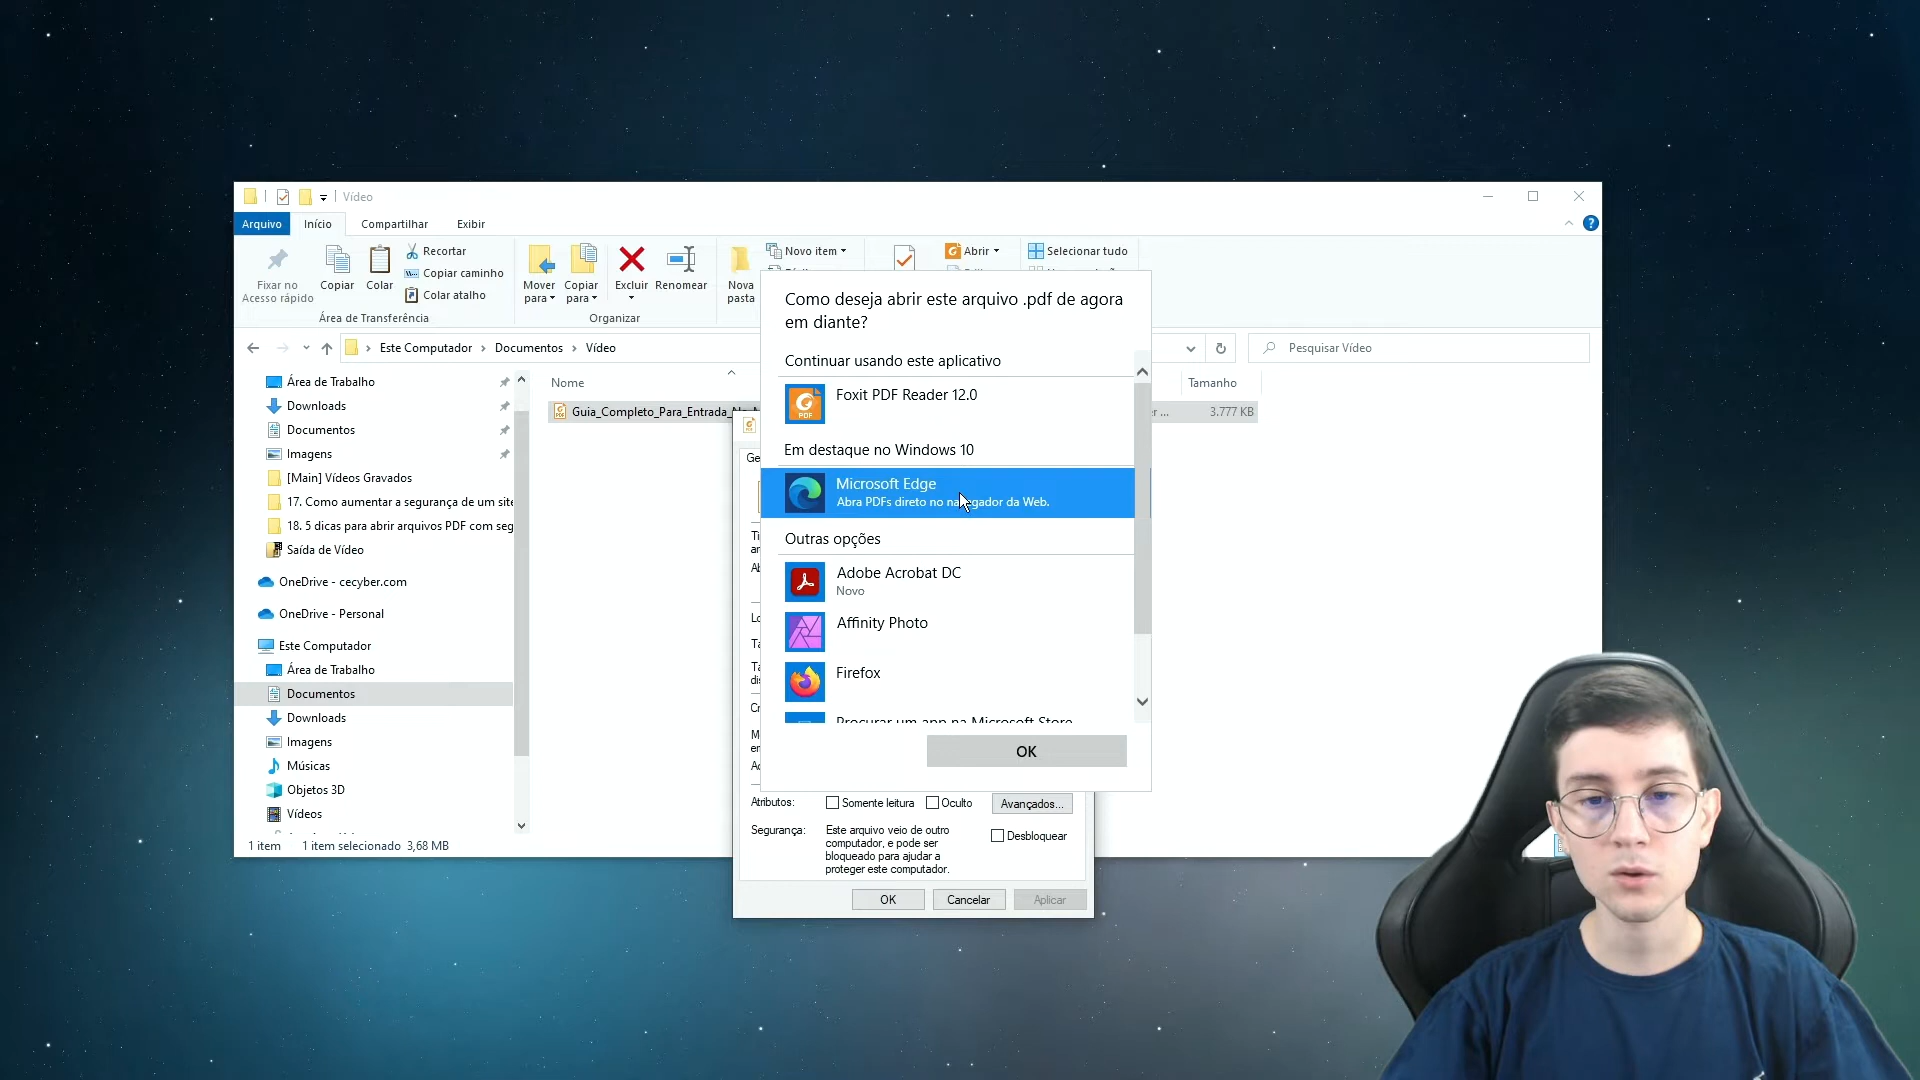 Vídeo
Arquivo
Início
Compartilhar
Exibir
Fixar no
Acesso rápido
Copiar
Colar
Recortar
Copiar caminho
Colar atalho
Área de Transferência
Mover
para
Copiar
para
Excluir
Renomear
Organizar
Nova
pasta
Novo item
Abrir
Selecionar tudo
Este Computador
Documentos
Vídeo
Pesquisar Vídeo
Área de Trabalho
Downloads
Documentos
Imagens
[Main] Vídeos Gravados
17. Como aumentar a segurança de um site
18. 5 dicas para abrir arquivos PDF com seg
Saída de Vídeo
OneDrive - cecyber.com
OneDrive - Personal
Este Computador
Área de Trabalho
Documentos
Downloads
Imagens
Músicas
Objetos 3D
Vídeos
1 item
1 item selecionado 3,68 MB
Nome
Tamanho
Guia_Completo_Para_Entrada_
3.777 KB
Como deseja abrir este arquivo .pdf de agora
em diante?
Continuar usando este aplicativo
Foxit PDF Reader 12.0
PDF
Em destaque no Windows 10
Microsoft Edge
Abra PDFs direto no navegador da Web.
Outras opções
Adobe Acrobat DC
Novo
Affinity Photo
Firefox
Procurar um app na Microsoft Store
OK
Atributos:
Somente leitura
Oculto
Avançados...
Segurança:
Este arquivo veio de outro
computador, e pode ser
bloqueado para ajudar a
proteger este computador.
Desbloquear
OK
Cancelar
Aplicar